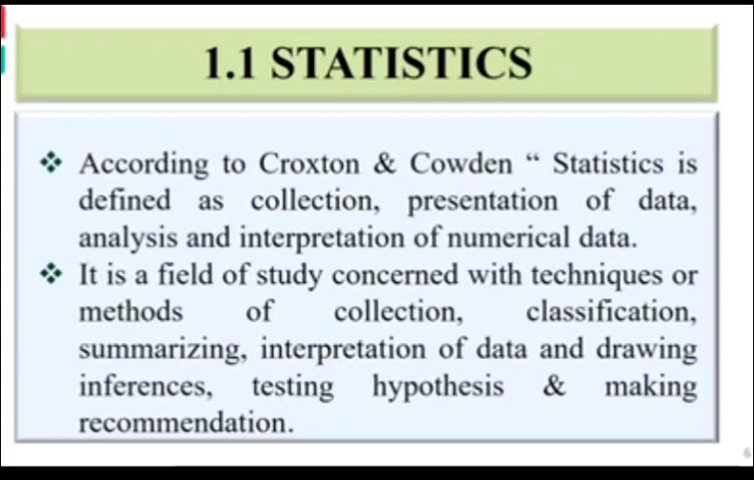 1.1 STATISTICS
❖ According to Croxton & Cowden “ Statistics is
defined as collection, presentation of data,
analysis and interpretation of numerical data.
❖ It is a field of study concerned with techniques or
methods of collection, classification,
summarizing, interpretation of data and drawing
inferences, testing hypothesis & making
recommendation.
6